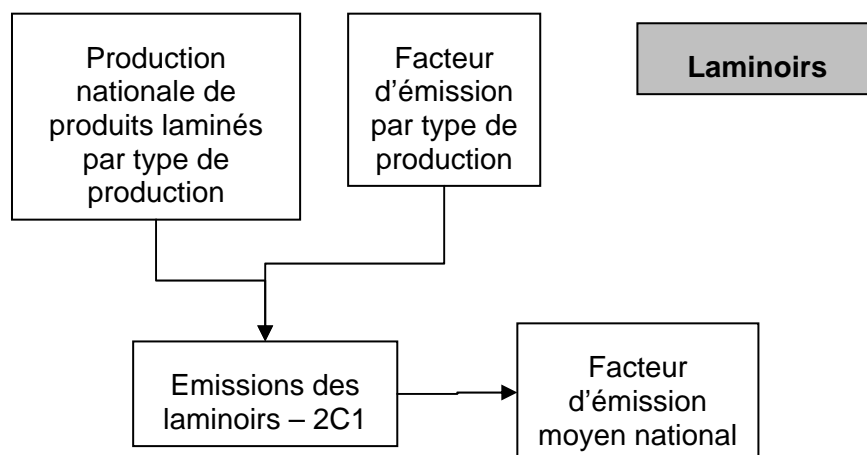 Production
nationale de
produits laminés
par type de
production
Facteur
d’émission
par type de
production
Laminoirs
Emissions des
laminoirs – 2C1
Facteur
d’émission
moyen national